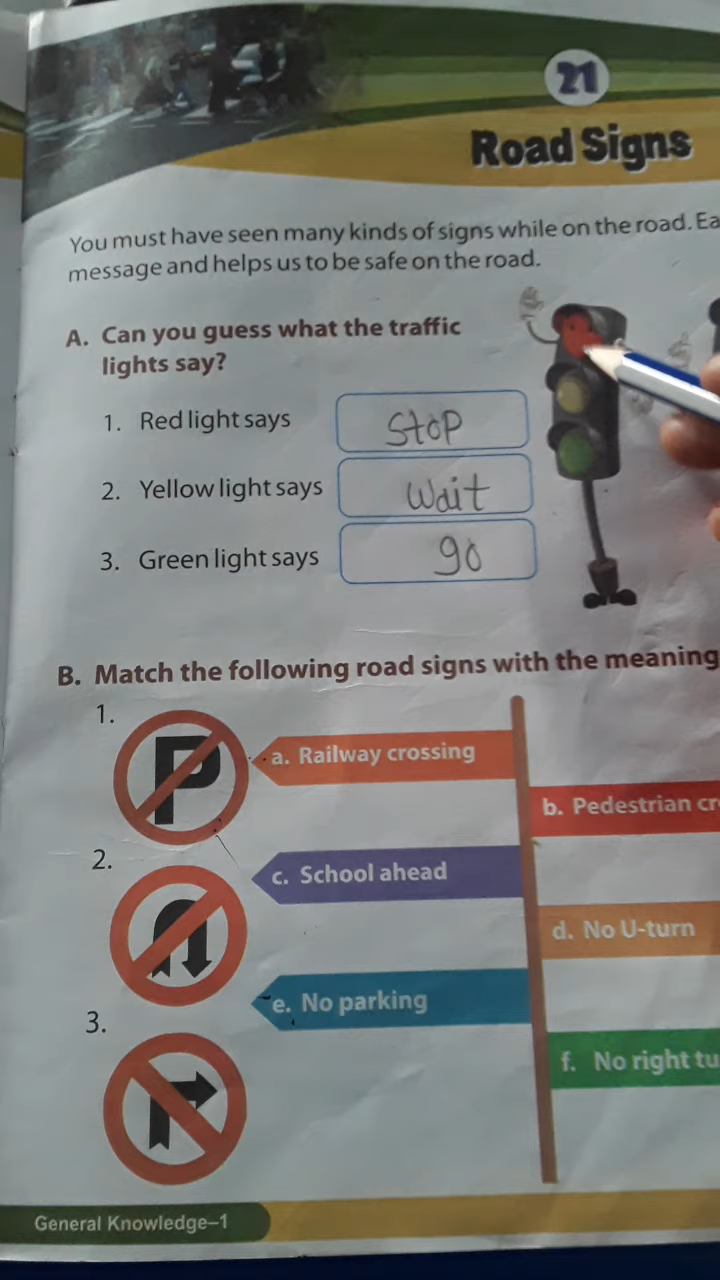 21
Road Signs
You must have seen many kinds of signs while on the road. Ea
message and helps us to be safe on the road.
A. Can you guess what the traffic
lights say?
1. Red light says Stop
2. Yellow light says Wait
3. Green light says go
B. Match the following road signs with the meaning
1.
P
a. Railway crossing
b. Pedestrian cr
2.
c. School ahead
d. No U-turn
e. No parking
3.
f. No right tu
General Knowledge–1